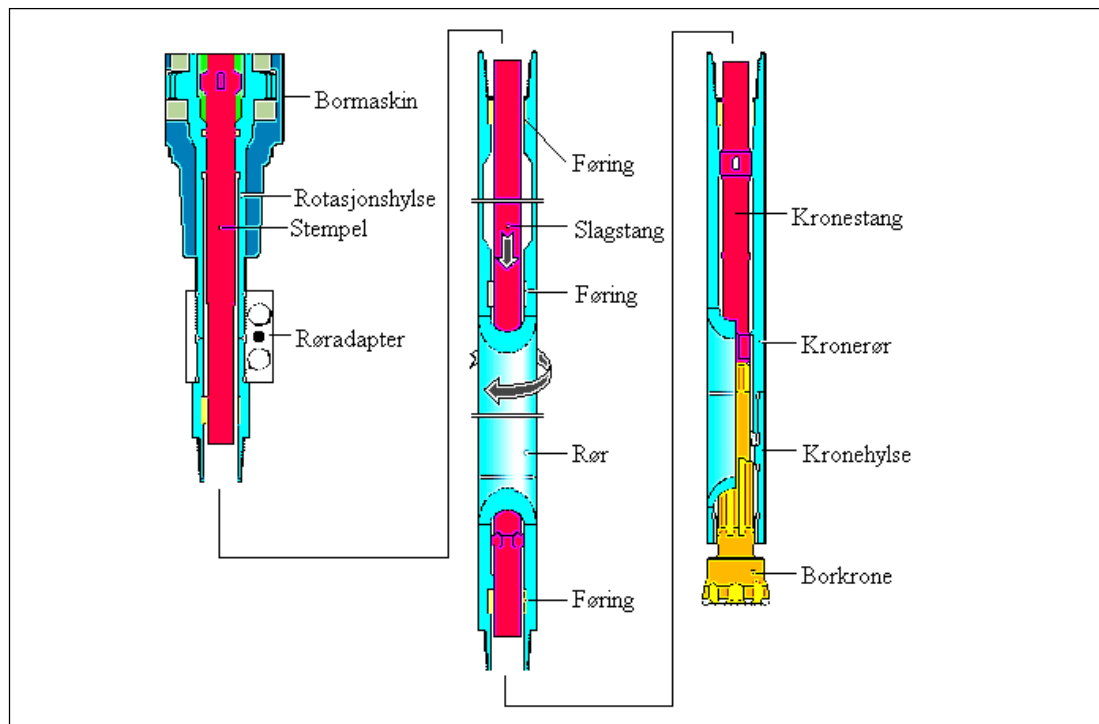 Bormaskin
Rotasjonshylse
Stempel
Røradapter
Føring
Slagstang
Føring
Rør
Føring
Kronestang
Kronerør
Kronehylse
Borkrone